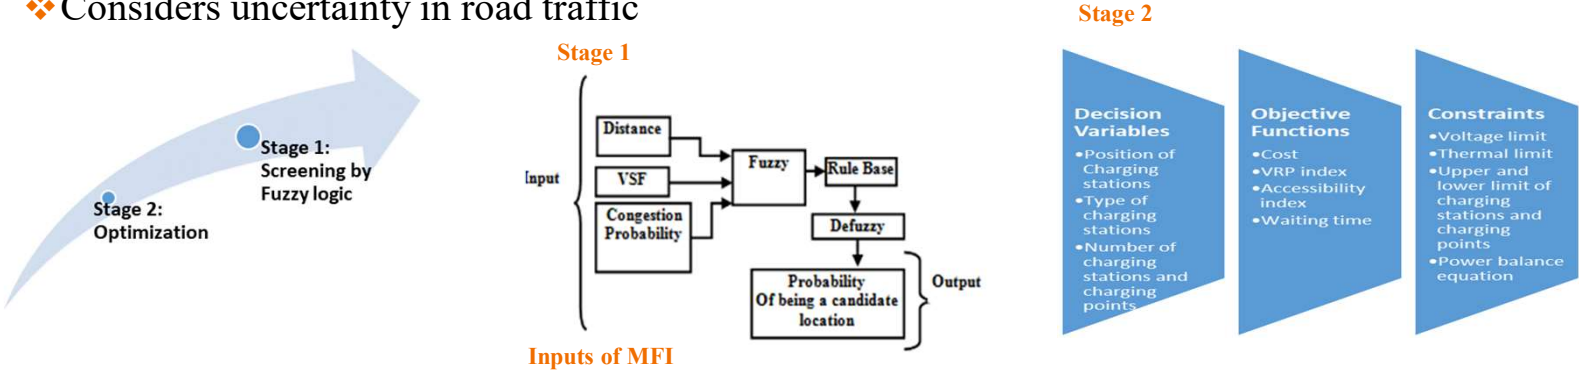 ❖Considers uncertainty in road traffic
Stage 1:
Screening by
Fuzzy logic
Stage 2:
Optimization
Stage 1
Input
Distance
VSF
Congestion
Probability
Fuzzy
Rule Base
Defuzzy
Probability
Of being a candidate
location
Output
Inputs of MFI
Stage 2
Decision
Variables
•Position of
Charging
stations
•Type of
charging
stations
•Number of
charging
stations and
charging
points
Objective
Functions
•Cost
•VRP index
•Accessibility
index
•Waiting time
Constraints
•Voltage limit
•Thermal limit
•Upper and
lower limit of
charging
stations and
charging
points
•Power balance
equation